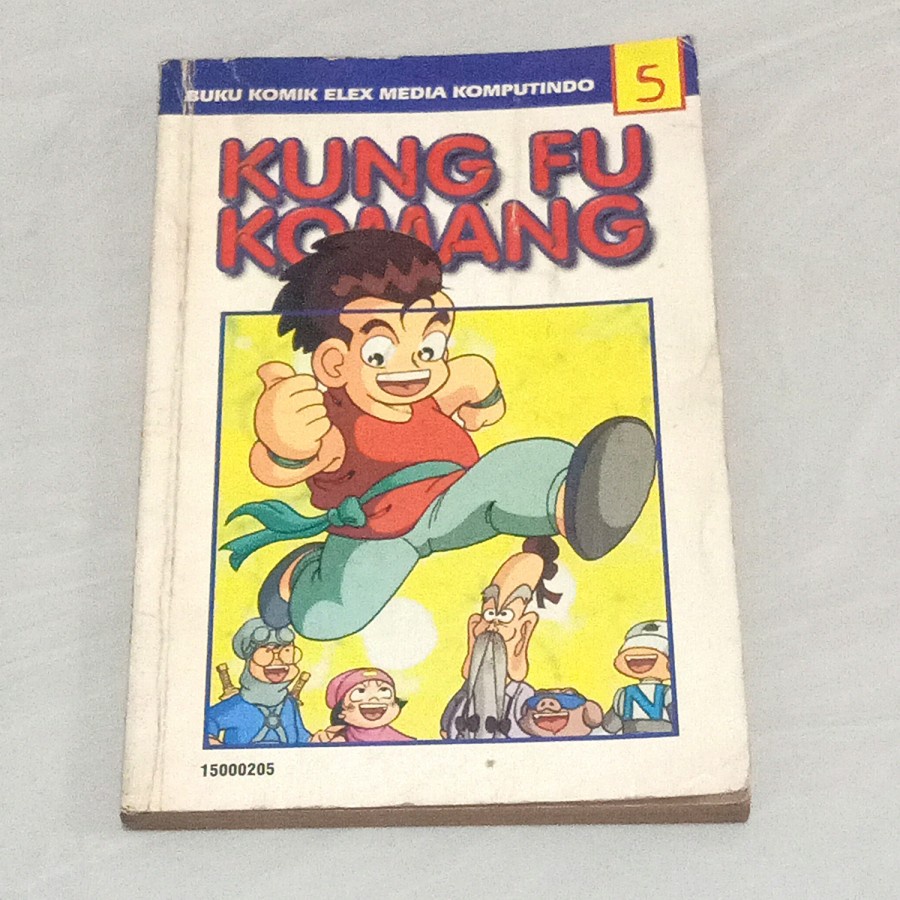 BUKU KOMIK ELEX MEDIA KOMPUTINDO
5
KUNG FU
KOMANG
N
15000205